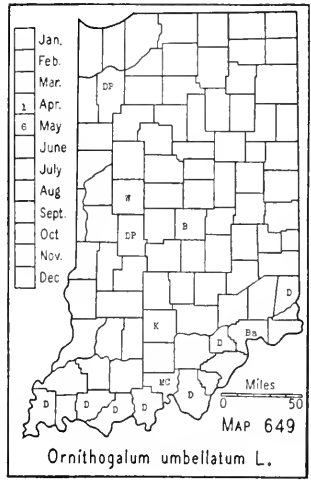 Jan.
Feb.
Mar.
1 Apr.
6 May
June
July
Aug
Sept.
Oct
Nov.
Dec
DP
W
DP
B
D
K
Ba
D
MC
D
D
D
D
D
Miles
0 50
MAP 649
Ornithogalum umbellatum L.